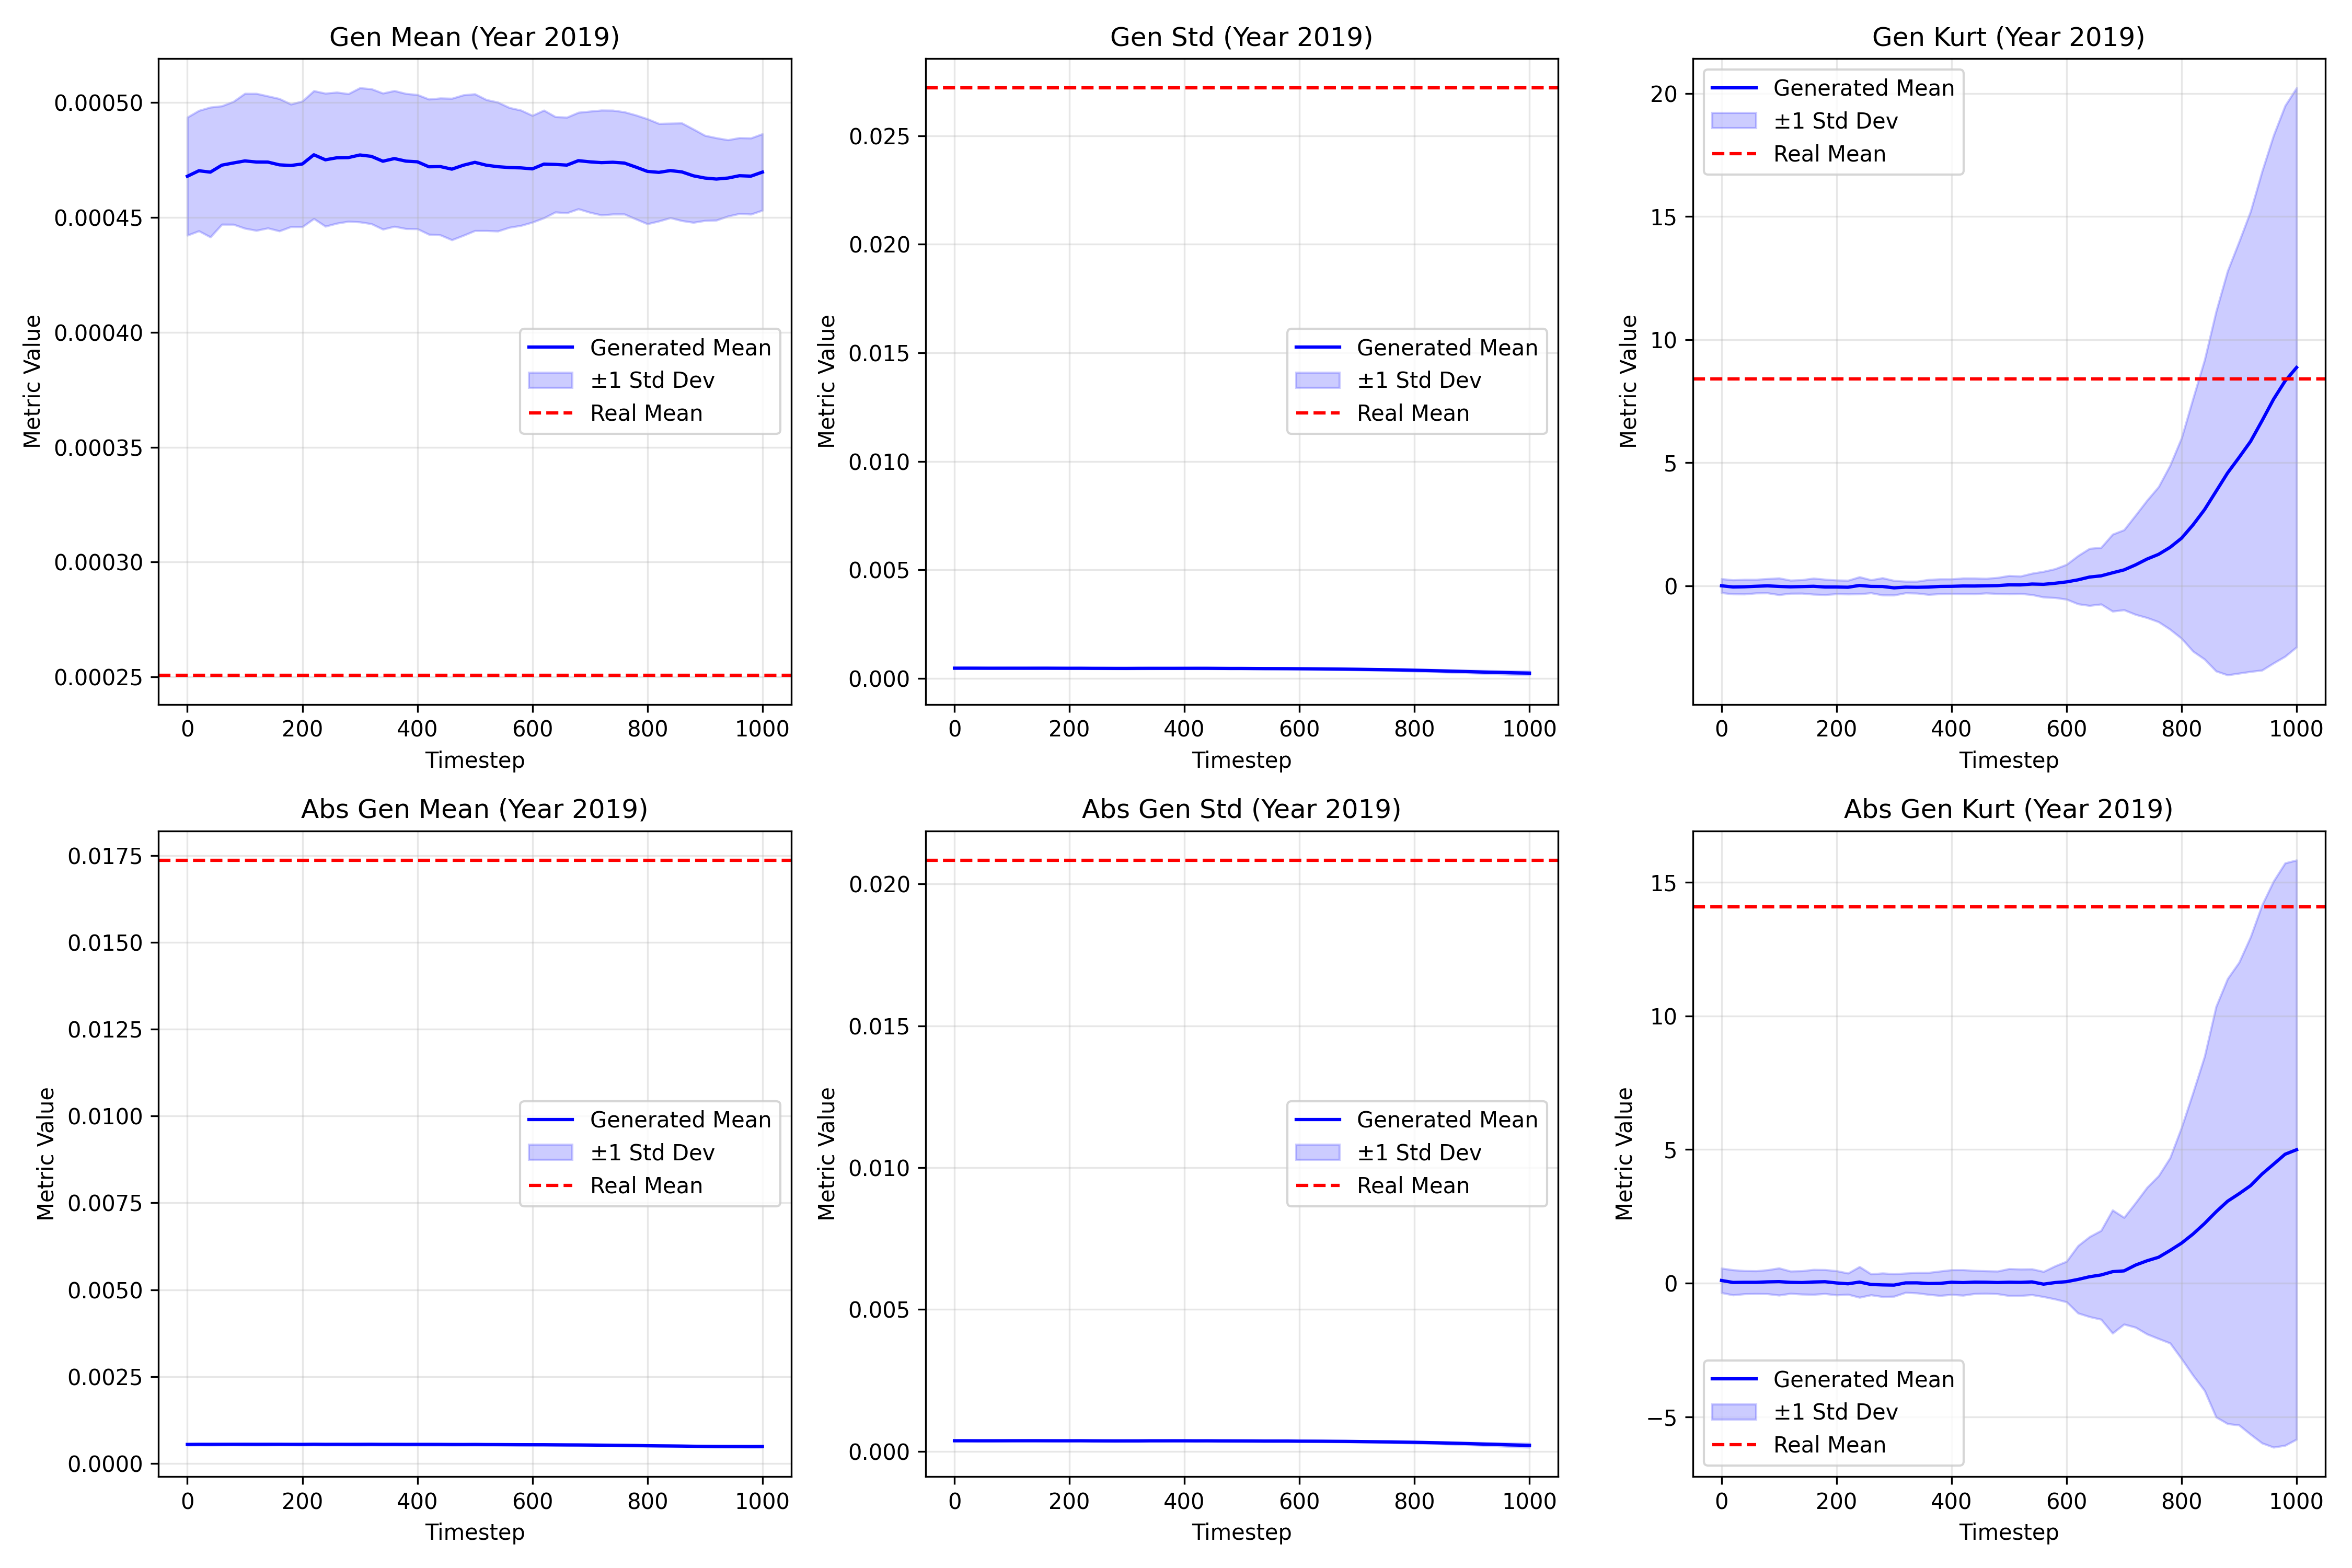 Gen Mean (Year 2019)
0.00050
0.00045
0.00040
0.00035
0.00030
0.00025
Metric Value
Generated Mean
±1 Std Dev
Real Mean
0 200 400 600 800 1000
Timestep
Gen Std (Year 2019)
0.025
0.020
0.015
0.010
0.005
0.000
Metric Value
Generated Mean
±1 Std Dev
Real Mean
0 200 400 600 800 1000
Timestep
Gen Kurt (Year 2019)
20
15
10
5
0
Metric Value
Generated Mean
±1 Std Dev
Real Mean
0 200 400 600 800 1000
Timestep
Abs Gen Mean (Year 2019)
0.0175
0.0150
0.0125
0.0100
0.0075
0.0050
0.0025
0.0000
Metric Value
Generated Mean
±1 Std Dev
Real Mean
0 200 400 600 800 1000
Timestep
Abs Gen Std (Year 2019)
0.020
0.015
0.010
0.005
0.000
Metric Value
Generated Mean
±1 Std Dev
Real Mean
0 200 400 600 800 1000
Timestep
Abs Gen Kurt (Year 2019)
15
10
5
0
−5
Metric Value
Generated Mean
±1 Std Dev
Real Mean
0 200 400 600 800 1000
Timestep